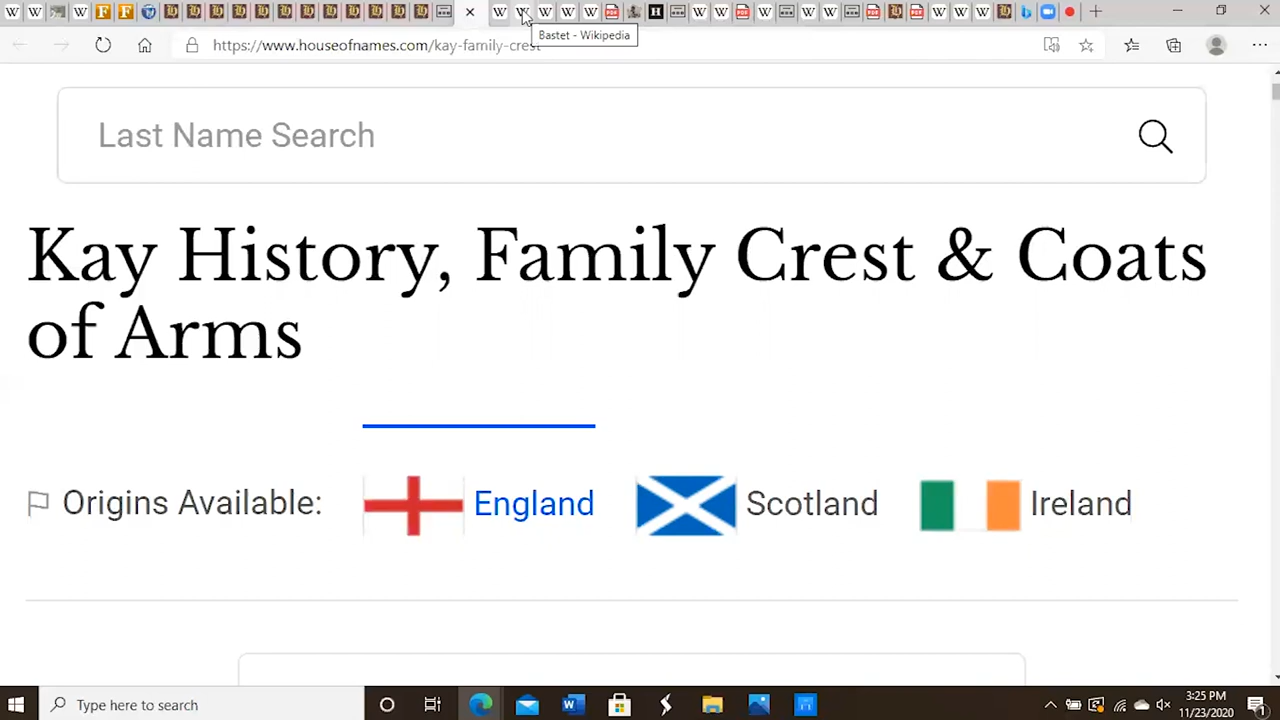 Bastet - Wikipedia
https://www.houseofnames.com/kay-family-crest
Last Name Search
Kay History, Family Crest & Coats
of Arms
Origins Available: England Scotland Ireland
Type here to search
3:25 PM
11/23/2020